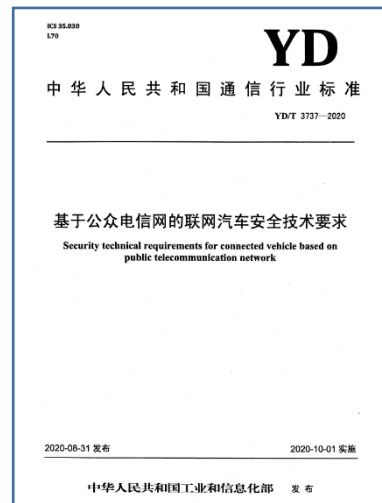 ICS 35.030
L70
YD
中华人民共和国通信行业标准
YD/T 3737—2020
基于公众电信网的联网汽车安全技术要求
Security technical requirements for connected vehicle based on
public telecommunication network
2020-08-31 发布
2020-10-01 实施
中华人民共和国工业和信息化部 发布